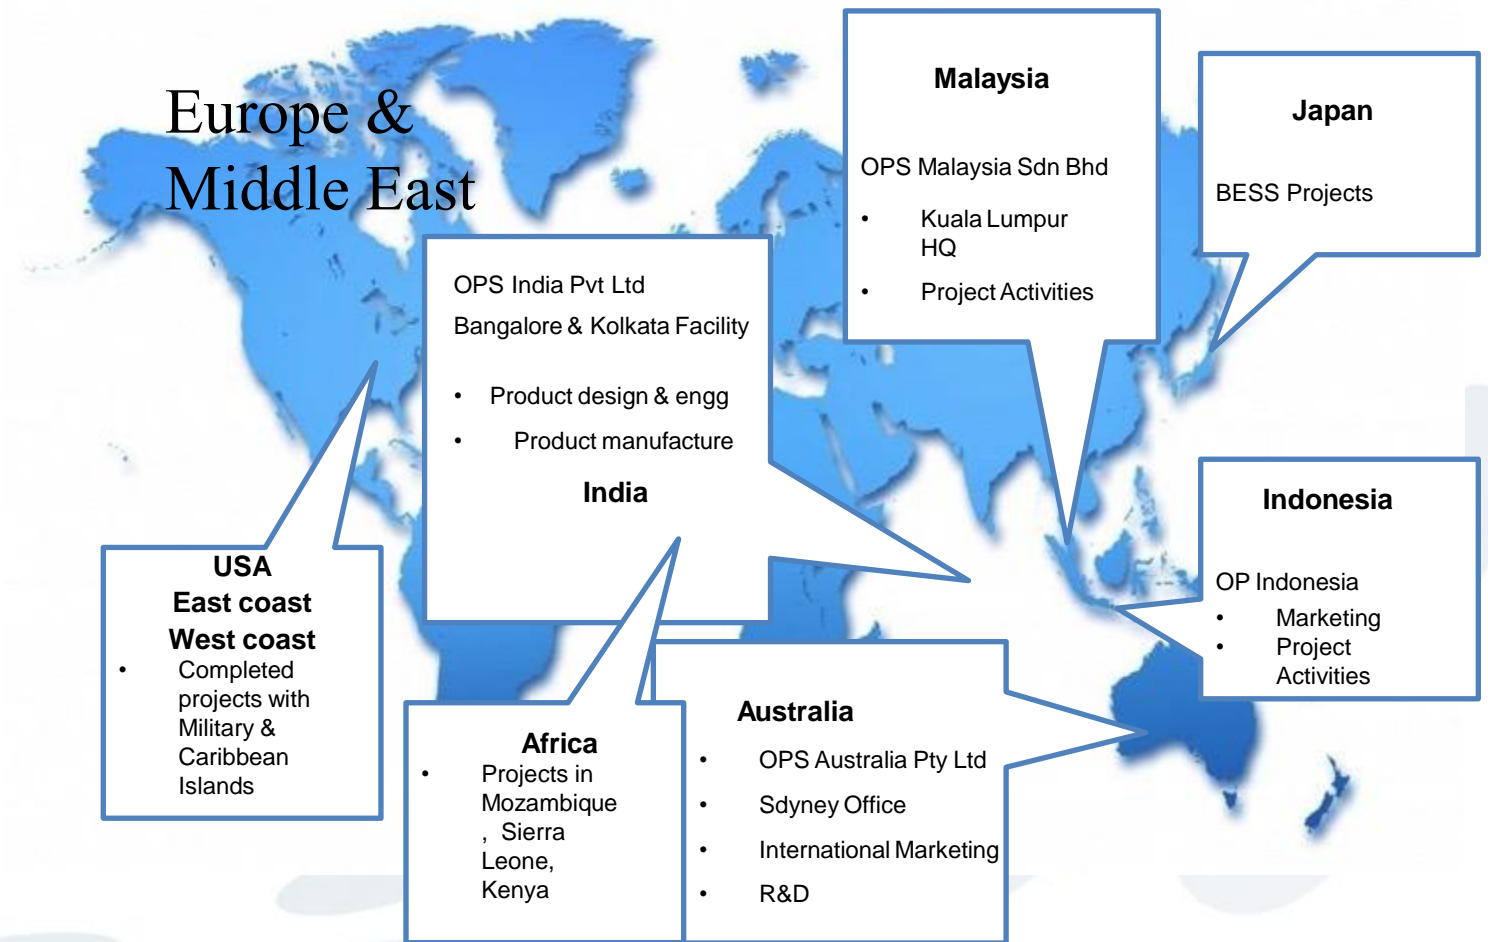 Europe &
Middle East
Malaysia
OPS Malaysia Sdn Bhd
• Kuala Lumpur
HQ
• Project Activities
Japan
BESS Projects
OPS India Pvt Ltd
Bangalore & Kolkata Facility
• Product design & engg
• Product manufacture
India
Indonesia
OP Indonesia
• Marketing
• Project
Activities
USA
East coast
West coast
• Completed
projects with
Military &
Caribbean
Islands
Africa
• Projects in
Mozambique
, Sierra
Leone,
Kenya
Australia
• OPS Australia Pty Ltd
• Sdyney Office
• International Marketing
• R&D